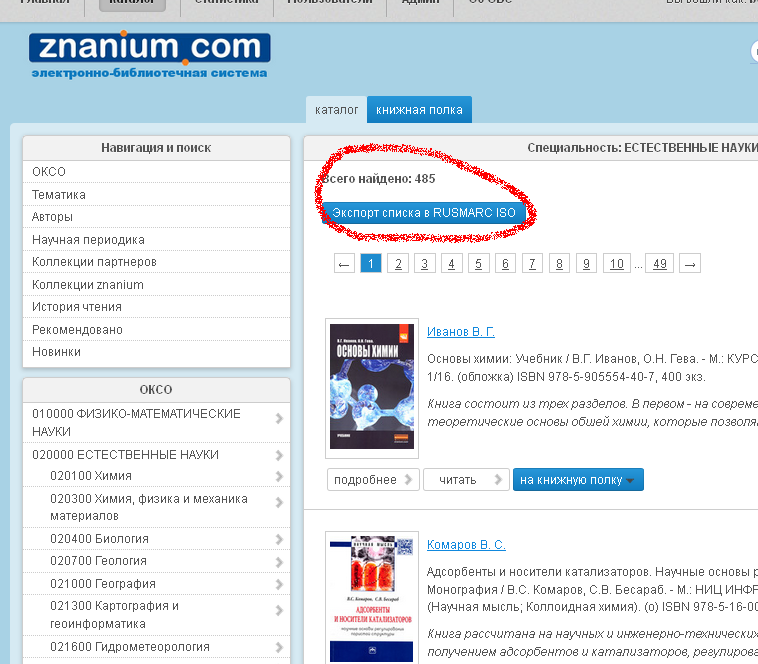 Главная каталог Статистика Пользователи Админ Об ЭБС Вы вошли как:
znanium.com
электронно-библиотечная система
каталог книжная полка
Навигация и поиск
ОКСО
Тематика
Авторы
Научная периодика
Коллекции партнеров
Коллекции znanium
История чтения
Рекомендовано
Новинки
ОКСО
010000 ФИЗИКО-МАТЕМАТИЧЕСКИЕ
НАУКИ
020000 ЕСТЕСТВЕННЫЕ НАУКИ
020100 Химия
020300 Химия, физика и механика
материалов
020400 Биология
020700 Геология
021000 География
021300 Картография и
геоинформатика
021600 Гидрометеорология
Специальность: ЕСТЕСТВЕННЫЕ НАУКИ
Всего найдено: 485
Экспорт списка в RUSMARC ISO
← 1 2 3 4 5 6 7 8 9 10 ... 49 →
В.Г. Иванов, О.Н. Гева
ОСНОВЫ ХИМИИ
УЧЕБНИК
Иванов В. Г.
Основы химии: Учебник / В.Г. Иванов, О.Н. Гева. - М.: КУРС
1/16. (обложка) ISBN 978-5-905554-40-7, 400 экз.
Книга состоит из трех разделов. В первом - на совреме
теоретические основы общей химии, которые позволя
подробнее читать на книжную полку
НАУЧНАЯ МЫСЛЬ
В.С. Комаров, С.В. Бесараб
АДСОРБЕНТЫ
И НОСИТЕЛИ КАТАЛИЗАТОРОВ
Комаров В. С.
Адсорбенты и носители катализаторов. Научные основы р
Монография / В.С. Комаров, С.В. Бесараб. - М.: НИЦ ИНФР
(Научная мысль; Коллоидная химия). (о) ISBN 978-5-16-00
Книга рассчитана на научных и инженерно-технических
получением адсорбентов и катализаторов, регулирова